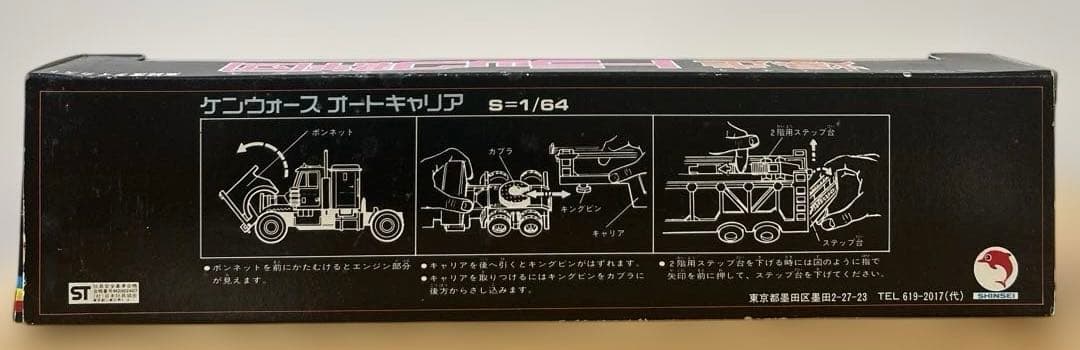 ケンウォース オートキャリア S=1/64
ボンネット
カプラ
キングピン
キャリア
2階用ステップ台
ステップ台
●ボンネットを前にかたむけるとエンジン部分
が見えます。
●キャリアを後へ引くとキングピンがはずれます。
●キャリアを取りつけるにはキングピンをカプラに
後方からさし込みます。
●2階用ステップ台を下げる時には図のように指で
矢印を前に押して、ステップ台を下げてください。
ST
東京都墨田区墨田2-27-23 TEL 619-2017(代)
SHINSEI